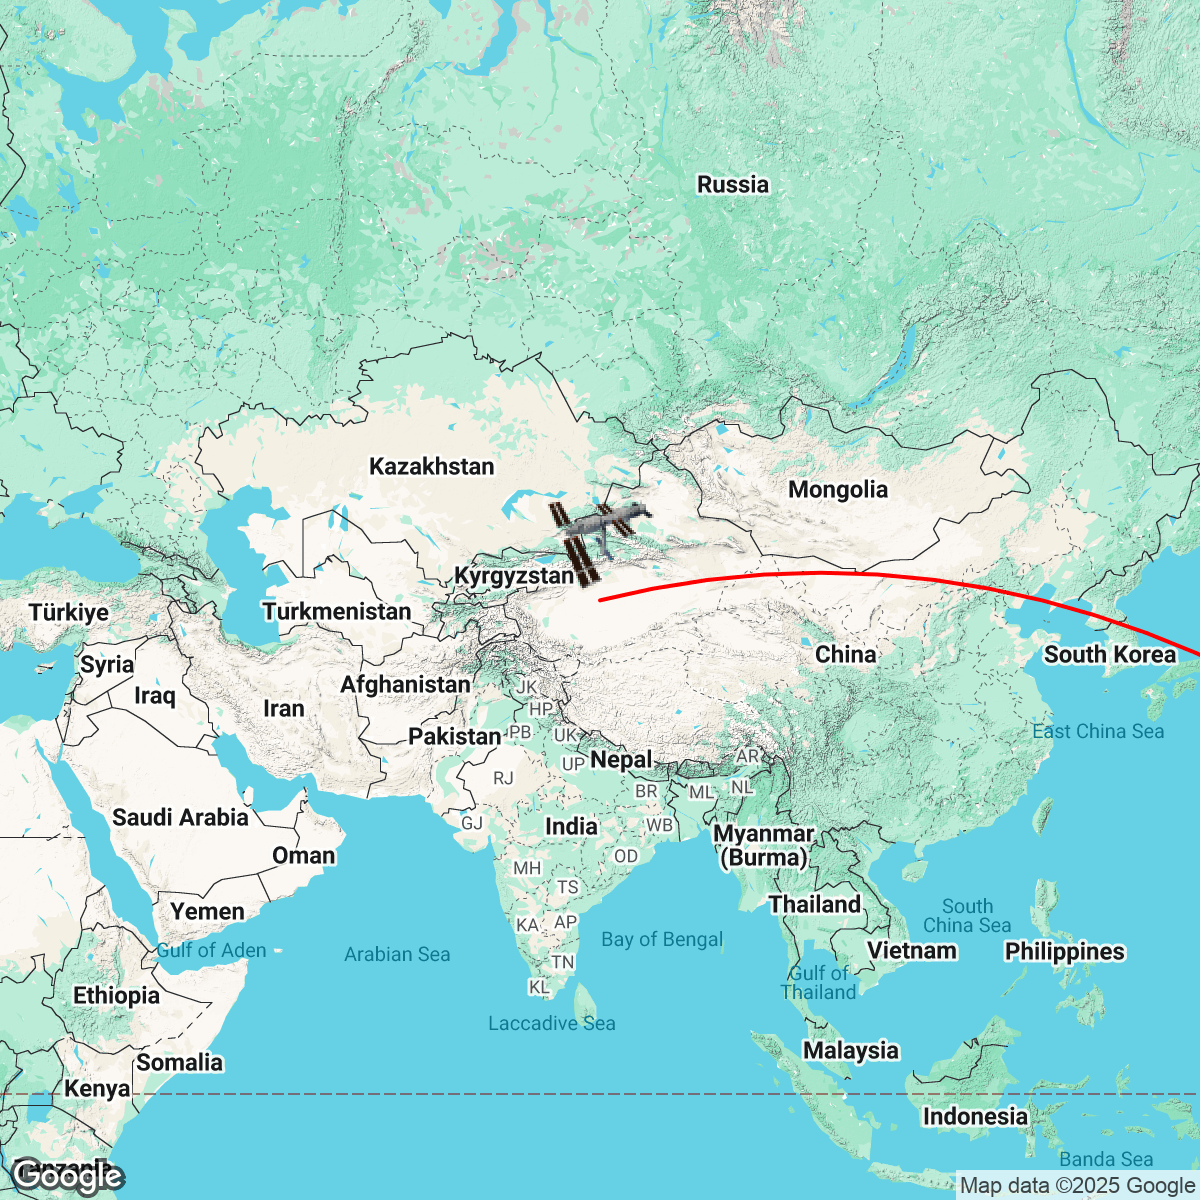 Russia
Kazakhstan
Mongolia
Kyrgyzstan
Türkiye
Turkmenistan
Syria
China
South Korea
Iraq
Afghanistan
JK
Iran
HP
Pakistan
PB
UK
East China Sea
Nepal
AR
UP
RJ
BR
ML
NL
Saudi Arabia
GJ
India
WB
Myanmar
(Burma)
Oman
OD
MH
TS
Yemen
Thailand
South
China Sea
KA
AP
Gulf of Aden
Arabian Sea
Bay of Bengal
Vietnam
Philippines
TN
Gulf of
Thailand
Ethiopia
KL
Laccadive Sea
Malaysia
Somalia
Kenya
Indonesia
Banda Sea
Tanzania
Google
Map data ©2025 Google